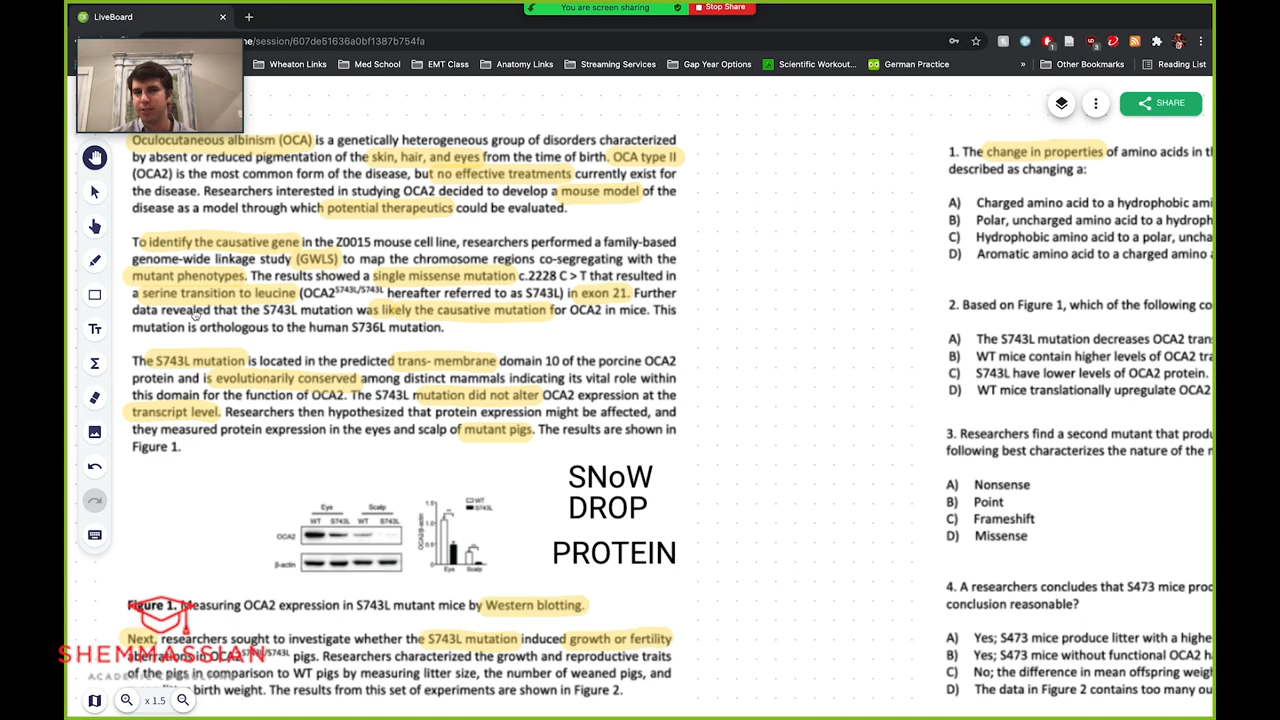 LiveBoard
You are screen sharing
Stop Share
ne/session/607de51636a0bf1387b754fa
Wheaton Links
Med School
EMT Class
Anatomy Links
Streaming Services
Gap Year Options
Scientific Workout...
German Practice
»
Other Bookmarks
Reading List
SHARE
Oculocutaneous albinism (OCA) is a genetically heterogeneous group of disorders characterized
by absent or reduced pigmentation of the skin, hair, and eyes from the time of birth. OCA type II
(OCA2) is the most common form of the disease, but no effective treatments currently exist for
the disease. Researchers interested in studying OCA2 decided to develop a mouse model of the
disease as a model through which potential therapeutics could be evaluated.
To identify the causative gene in the Z0015 mouse cell line, researchers performed a family-based
genome-wide linkage study (GWLS) to map the chromosome regions co-segregating with the
mutant phenotypes. The results showed a single missense mutation c.2228 C > T that resulted in
a serine transition to leucine (OCA2S743L/S743L hereafter referred to as S743L) in exon 21. Further
data revealed that the S743L mutation was likely the causative mutation for OCA2 in mice. This
mutation is orthologous to the human S736L mutation.
The S743L mutation is located in the predicted trans- membrane domain 10 of the porcine OCA2
protein and is evolutionarily conserved among distinct mammals indicating its vital role within
this domain for the function of OCA2. The S743L mutation did not alter OCA2 expression at the
transcript level. Researchers then hypothesized that protein expression might be affected, and
they measured protein expression in the eyes and scalp of mutant pigs. The results are shown in
Figure 1.
SNoW
DROP
PROTEIN
Eye Scalp
WT S743L WT S743L
OCA2
β-actin
OCA2/β-actin
1.5
1.0
0.5
0
WT
S743L
Eye Scalp
Figure 1. Measuring OCA2 expression in S743L mutant mice by Western blotting.
Next, researchers sought to investigate whether the S743L mutation induced growth or fertility
aberrations in OCA2S743L/S743L pigs. Researchers characterized the growth and reproductive traits
of the pigs in comparison to WT pigs by measuring litter size, the number of weaned pigs, and
birth weight. The results from this set of experiments are shown in Figure 2.
SHEMMASSIAN
x 1.5
1. The change in properties of amino acids in th
described as changing a:
A) Charged amino acid to a hydrophobic ami
B) Polar, uncharged amino acid to a hydroph
C) Hydrophobic amino acid to a polar, uncha
D) Aromatic amino acid to a charged amino a
2. Based on Figure 1, which of the following co
A) The S743L mutation decreases OCA2 tran
B) WT mice contain higher levels of OCA2 tra
C) S743L have lower levels of OCA2 protein.
D) WT mice translationally upregulate OCA2
3. Researchers find a second mutant that produ
following best characterizes the nature of the n
A) Nonsense
B) Point
C) Frameshift
D) Missense
4. A researchers concludes that S473 mice proc
conclusion reasonable?
A) Yes; S473 mice produce litter with a highe
B) Yes; S473 mice without functional OCA2 h
C) No; the difference in mean offspring weigh
D) The data in Figure 2 contains too many ou